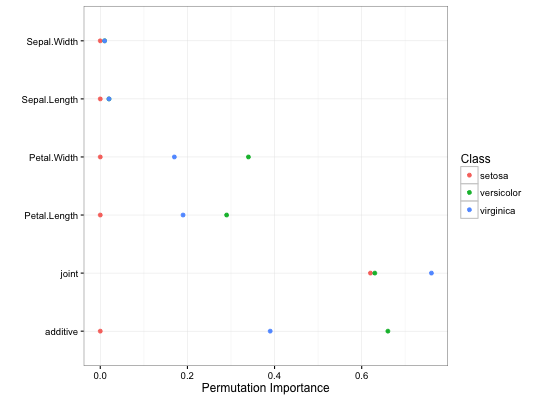 Sepal.Width
Sepal.Length
Petal.Width
Petal.Length
joint
additive
0.0 0.2 0.4 0.6
Permutation Importance
Class
setosa
versicolor
virginica